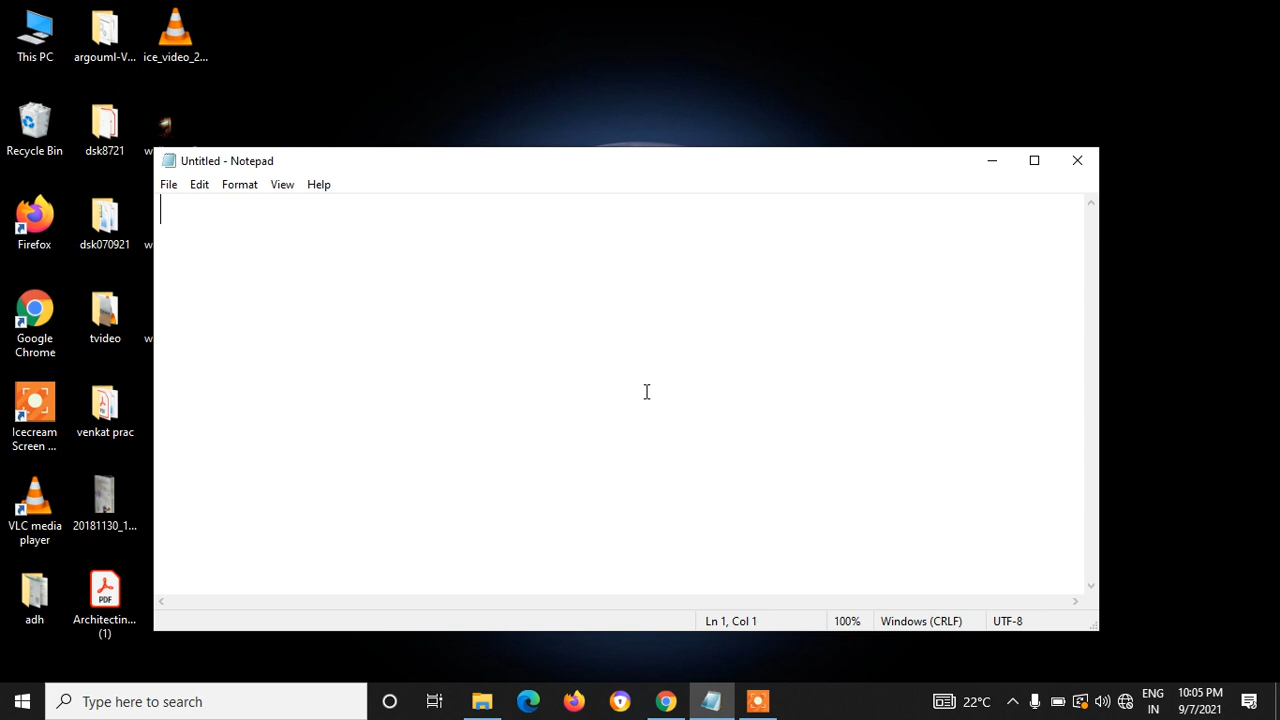 This PC
argouml-V...
ice_video_2...
Recycle Bin
dsk8721
Firefox
dsk070921
Google
Chrome
tvideo
Icecream
Screen ...
venkat prac
VLC media
player
20181130_1...
adh
PDF
Architectin...
(1)
Untitled - Notepad
File Edit Format View Help
Ln 1, Col 1 100% Windows (CRLF) UTF-8
Type here to search
22°C
ENG
IN
10:05 PM
9/7/2021